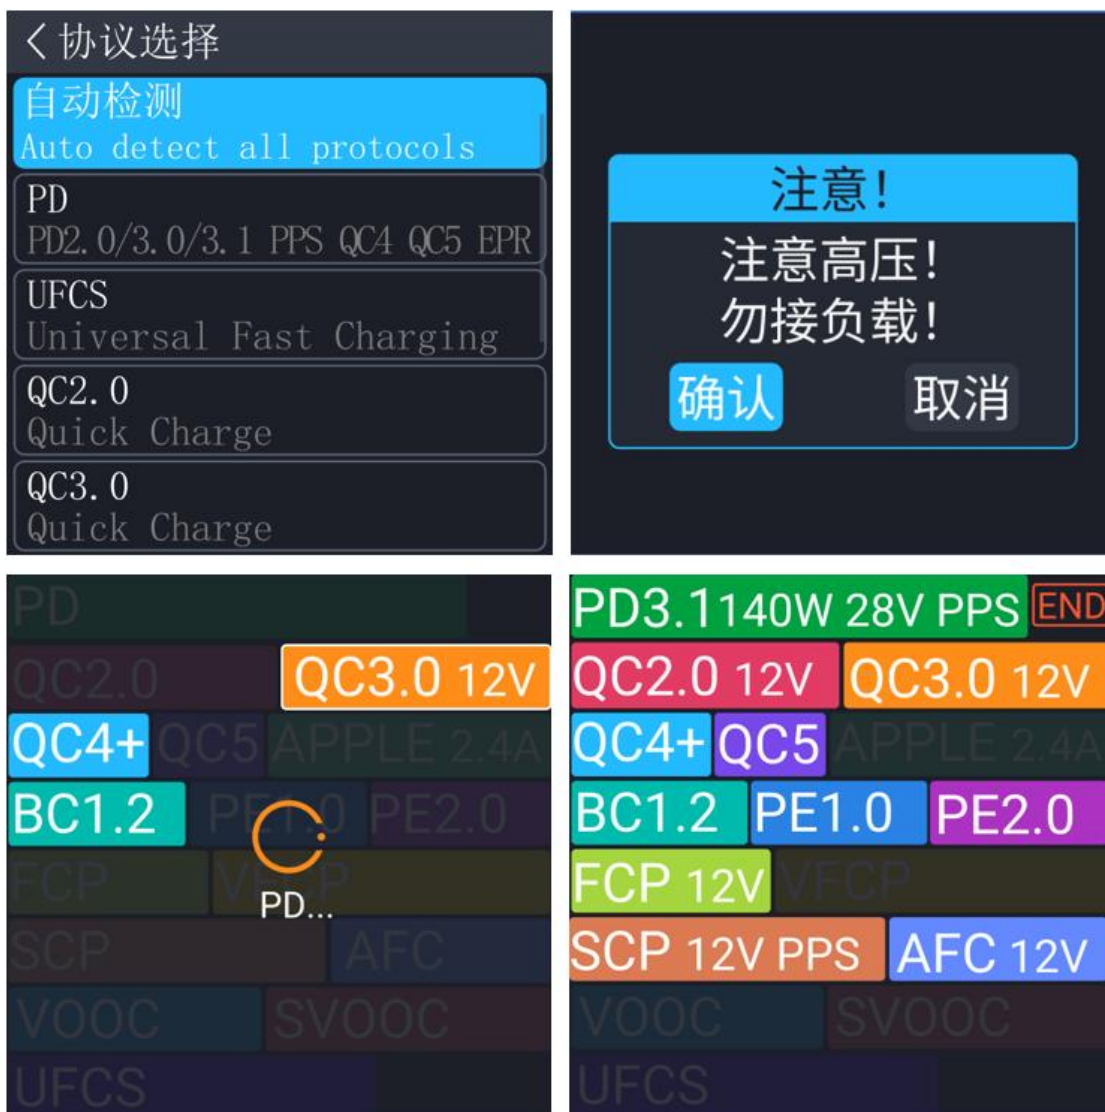 く协议选择
自动检测
Auto detect all protocols
PD
PD2.0/3.0/3.1 PPS QC4 QC5 EPR
UFCS
Universal Fast Charging
QC2.0
Quick Charge
QC3.0
Quick Charge
注意!
注意高压!
勿接负载!
确认 取消
PD
QC2.0 QC3.0 12V
QC4+ QC5 APPLE 2.4A
BC1.2 PE1.0 PE2.0
FCP VFCP
PD...
SCP AFC
VOOC SVOOC
UFCS
PD3.1 140W 28V PPS END
QC2.0 12V QC3.0 12V
QC4+ QC5 APPLE 2.4A
BC1.2 PE1.0 PE2.0
FCP 12V VFCP
SCP 12V PPS AFC 12V
VOOC SVOOC
UFCS